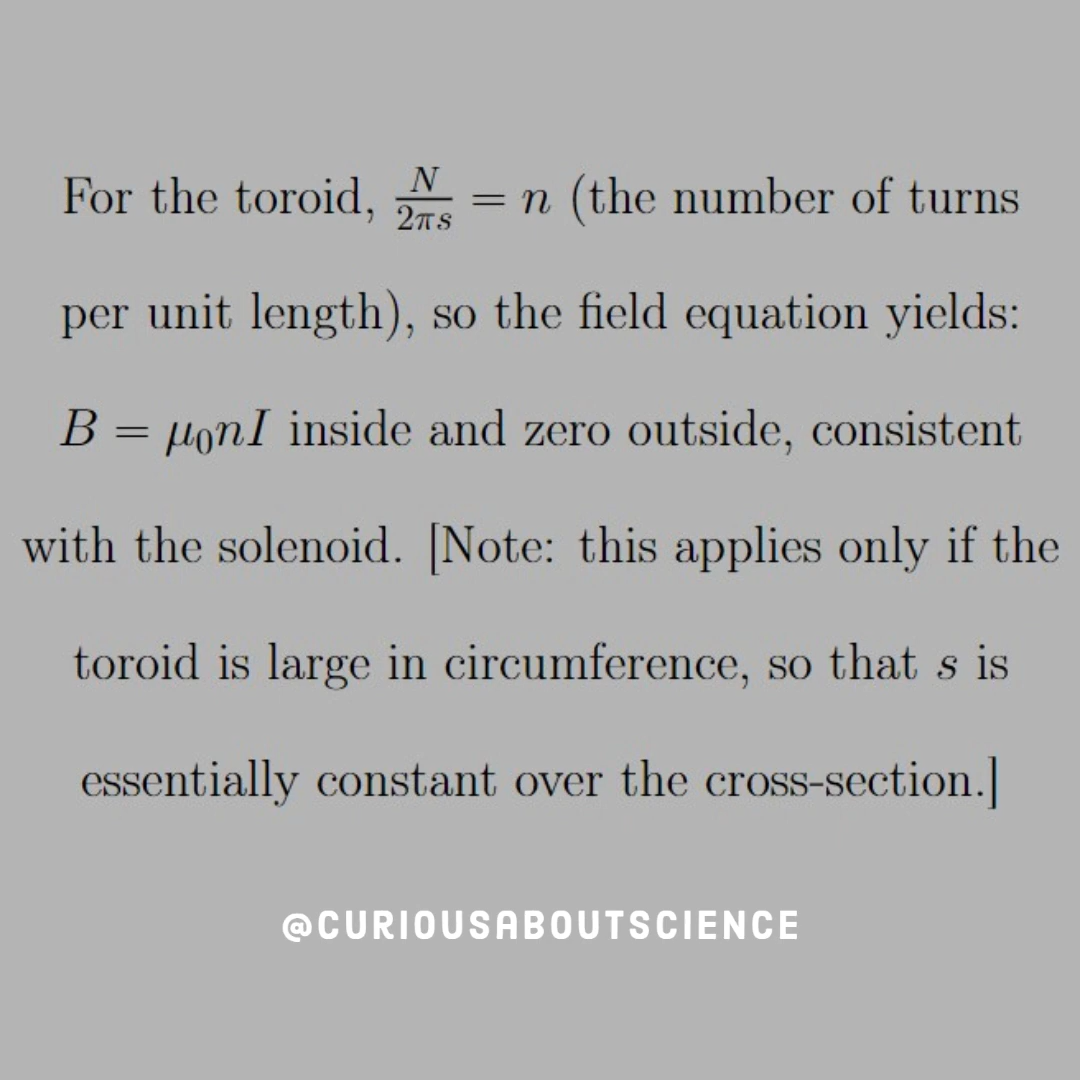 For the toroid, \frac{N}{2πs} = n (the number of turns
per unit length), so the field equation yields:
B = μ₀nI inside and zero outside, consistent
with the solenoid. [Note: this applies only if the
toroid is large in circumference, so that s is
essentially constant over the cross-section.]
@CURIOUSABOUTSCIENCE